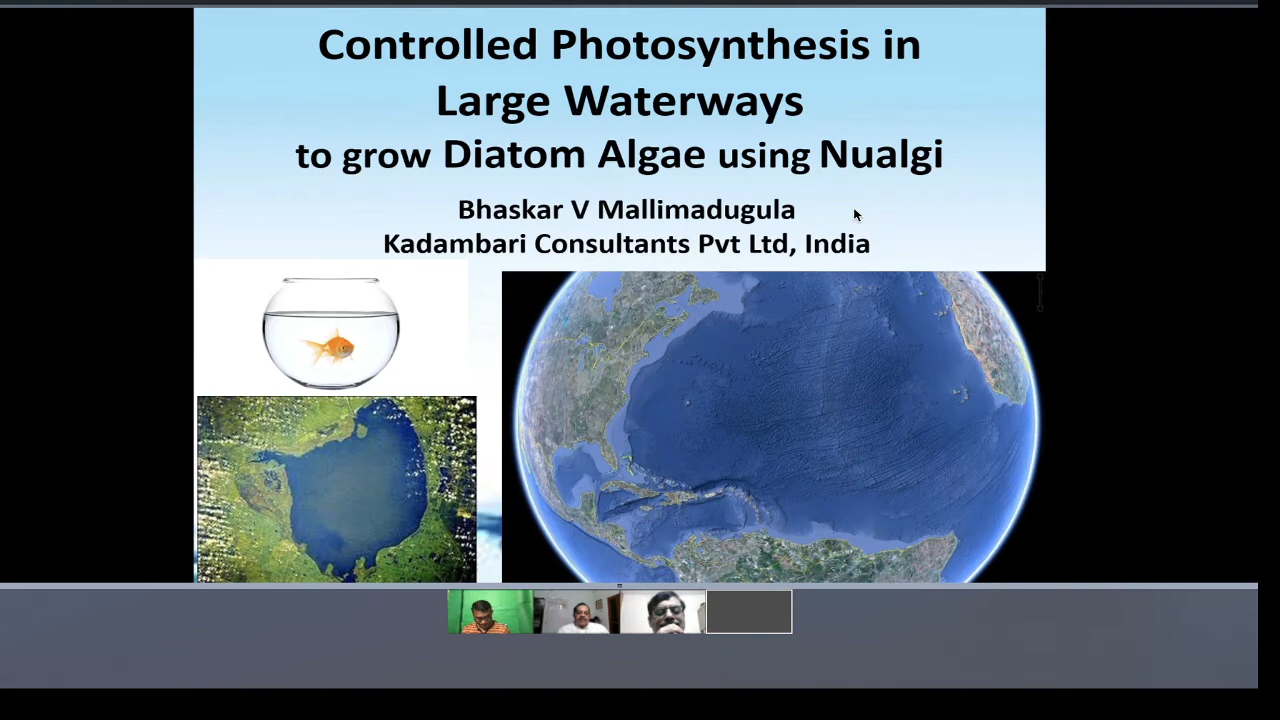 Controlled Photosynthesis in
Large Waterways
to grow Diatom Algae using Nualgi
Bhaskar V Mallimadugula
Kadambari Consultants Pvt Ltd, India